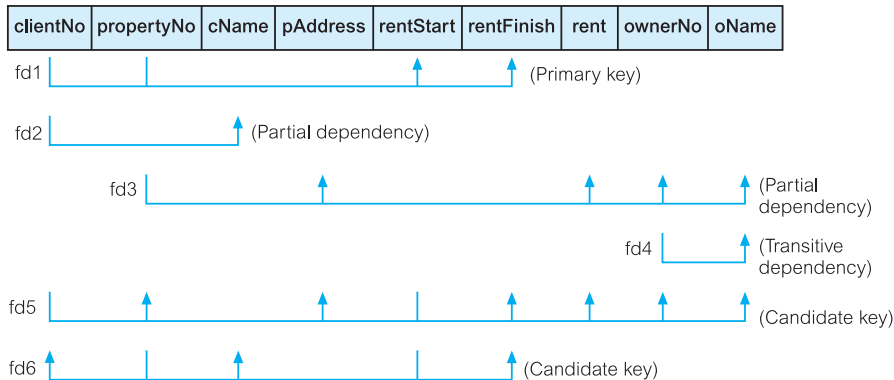 clientNo propertyNo cName pAddress rentStart rentFinish rent ownerNo oName
fd1 (Primary key)
fd2 (Partial dependency)
fd3 (Partial
dependency)
fd4 (Transitive
dependency)
fd5 (Candidate key)
fd6 (Candidate key)